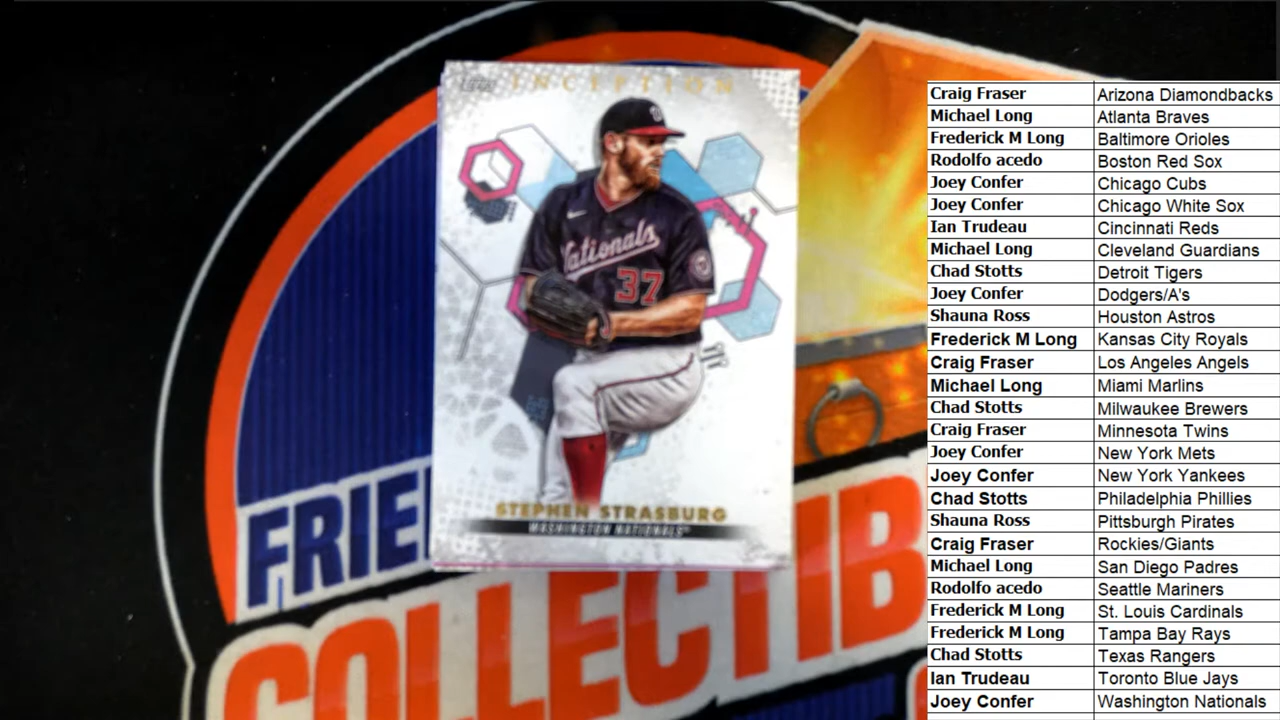 Topps INCEPTION
Nationals
37
STEPHEN STRASBURG
WASHINGTON NATIONALS
FRIE
COLLECTIB
Craig Fraser Arizona Diamondbacks
Michael Long Atlanta Braves
Frederick M Long Baltimore Orioles
Rodolfo acedo Boston Red Sox
Joey Confer Chicago Cubs
Joey Confer Chicago White Sox
Ian Trudeau Cincinnati Reds
Michael Long Cleveland Guardians
Chad Stotts Detroit Tigers
Joey Confer Dodgers/A's
Shauna Ross Houston Astros
Frederick M Long Kansas City Royals
Craig Fraser Los Angeles Angels
Michael Long Miami Marlins
Chad Stotts Milwaukee Brewers
Craig Fraser Minnesota Twins
Joey Confer New York Mets
Joey Confer New York Yankees
Chad Stotts Philadelphia Phillies
Shauna Ross Pittsburgh Pirates
Craig Fraser Rockies/Giants
Michael Long San Diego Padres
Rodolfo acedo Seattle Mariners
Frederick M Long St. Louis Cardinals
Frederick M Long Tampa Bay Rays
Chad Stotts Texas Rangers
Ian Trudeau Toronto Blue Jays
Joey Confer Washington Nationals